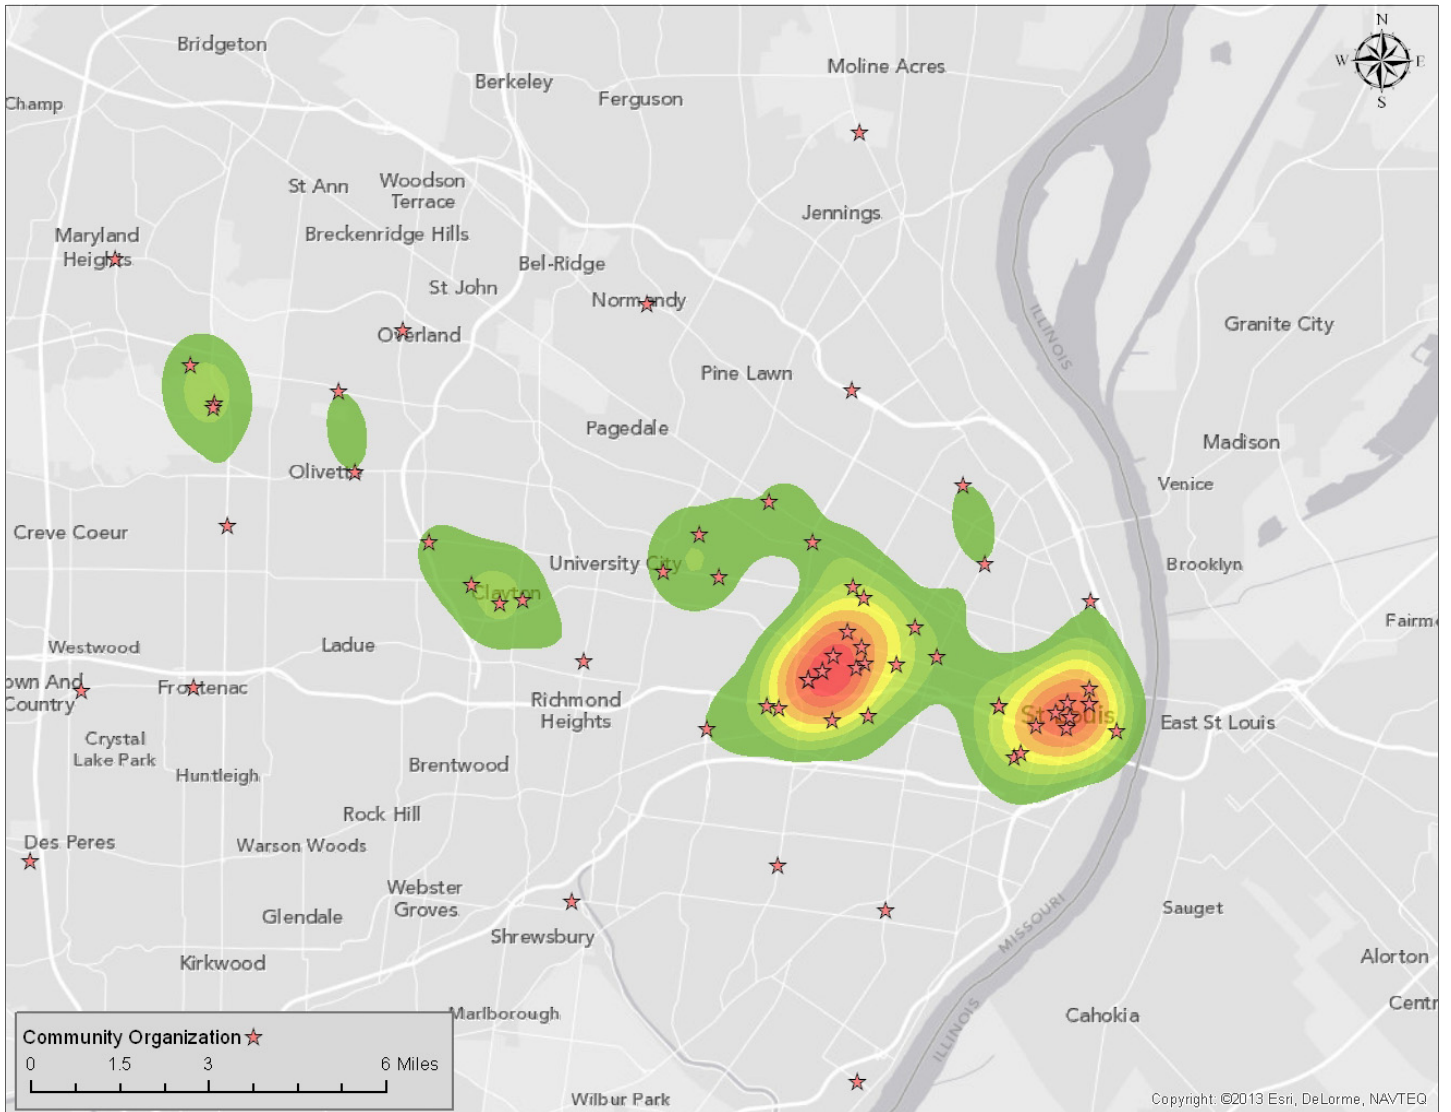 N
Bridgeton
Moline Acres
W E
Berkeley
Ferguson
Champ
S
St Ann
Woodson
Terrace
Jennings
Maryland
Heights
Breckenridge Hills
Bel-Ridge
St John
Normandy
ILLINOIS
Granite City
Overland
Pine Lawn
Pagedale
Madison
Olivette
Venice
Creve Coeur
University City
Brooklyn
Clayton
Fairm
Westwood
Ladue
own And
Country
Frontenac
Richmond
Heights
St Louis
East St Louis
Crystal
Lake Park
Huntleigh
Brentwood
Rock Hill
Des Peres
Warson Woods
Webster
Groves
Glendale
Sauget
Shrewsbury
MISSOURI
Kirkwood
Alorton
Centr
Marlborough
Cahokia
ILLINOIS
Community Organization
0 1.5 3 6 Miles
Wilbur Park
Copyright: ©2013 Esri, DeLorme, NAVTEQ